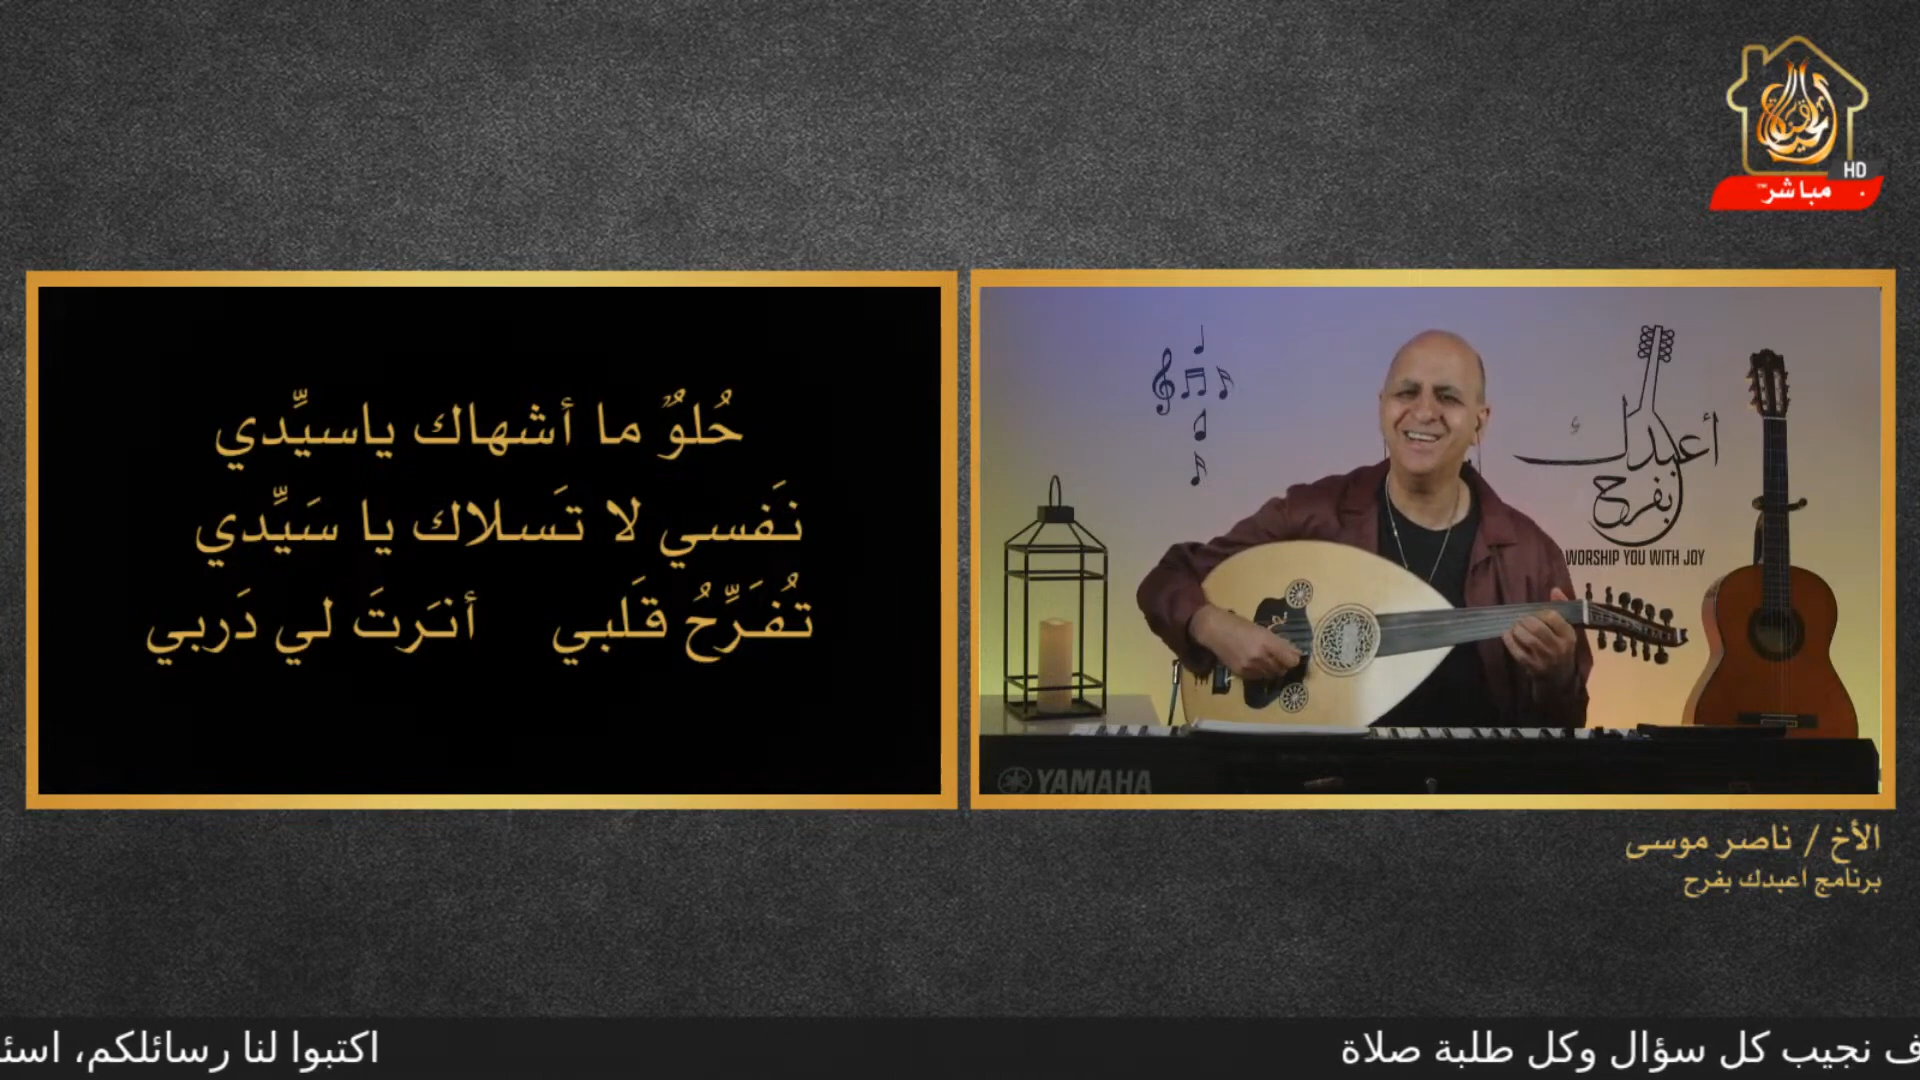 HD
مباشر
حُلوٌ ما أشهاك ياسيِّدي
نَفسي لا تَسلاك يا سَيِّدي
تُفَرِّحُ قَلبي أنَرتَ لي دَربي
أعبدك
بفرح
WORSHIP YOU WITH JOY
YAMAHA
الأخ / ناصر موسى
برنامج اعبدك بفرح
ف نجيب كل سؤال وكل طلبة صلاة
اكتبوا لنا رسائلكم، اسئ